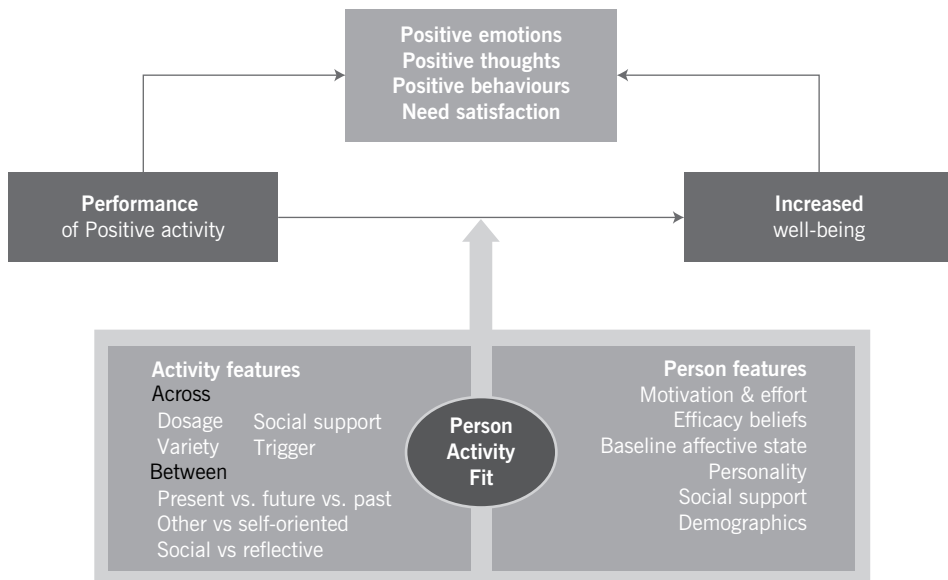 Positive emotions
Positive thoughts
Positive behaviours
Need satisfaction
Performance
of Positive activity
Increased
well-being
Activity features
Across
Dosage Social support
Variety Trigger
Between
Present vs. future vs. past
Other vs self-oriented
Social vs reflective
Person
Activity
Fit
Person features
Motivation & effort
Efficacy beliefs
Baseline affective state
Personality
Social support
Demographics